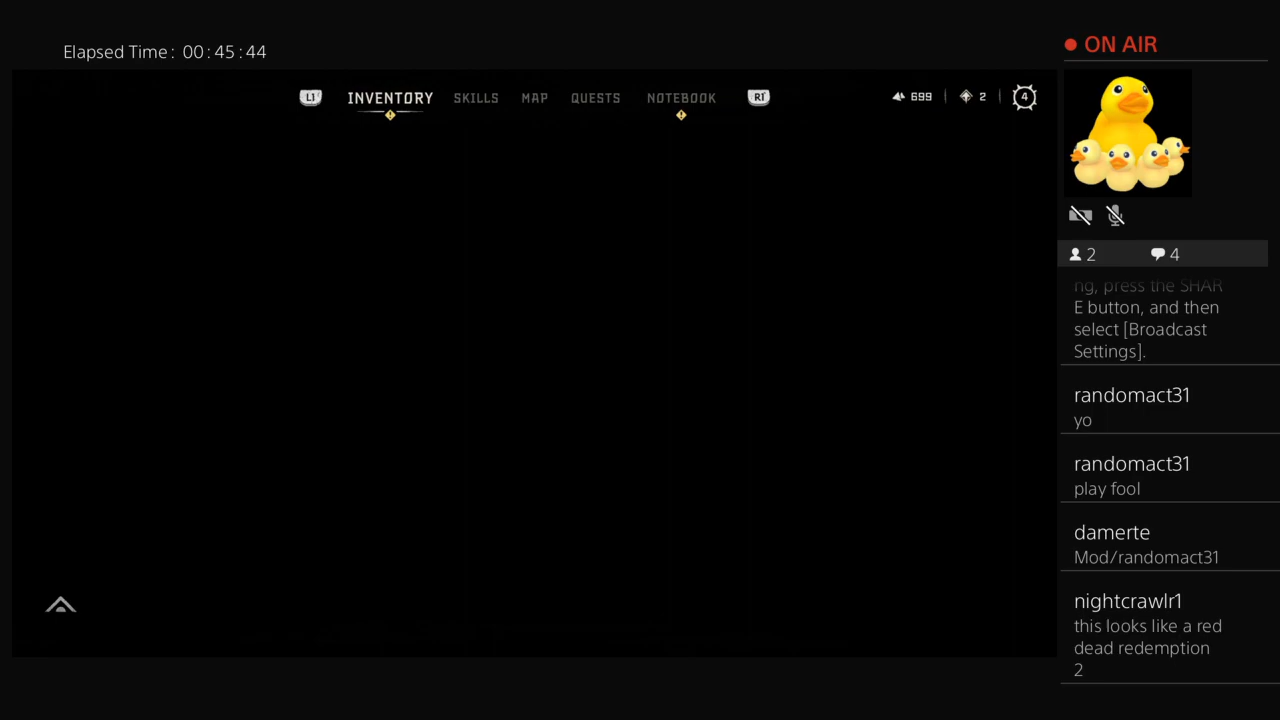 Elapsed Time: 00:45:44
ON AIR
L1 INVENTORY SKILLS MAP QUESTS NOTEBOOK R1 699 2 4
2 4
ng, press the SHAR
E button, and then
select [Broadcast
Settings].
randomact31
yo
randomact31
play fool
damerte
Mod/randomact31
nightcrawlr1
this looks like a red
dead redemption
2